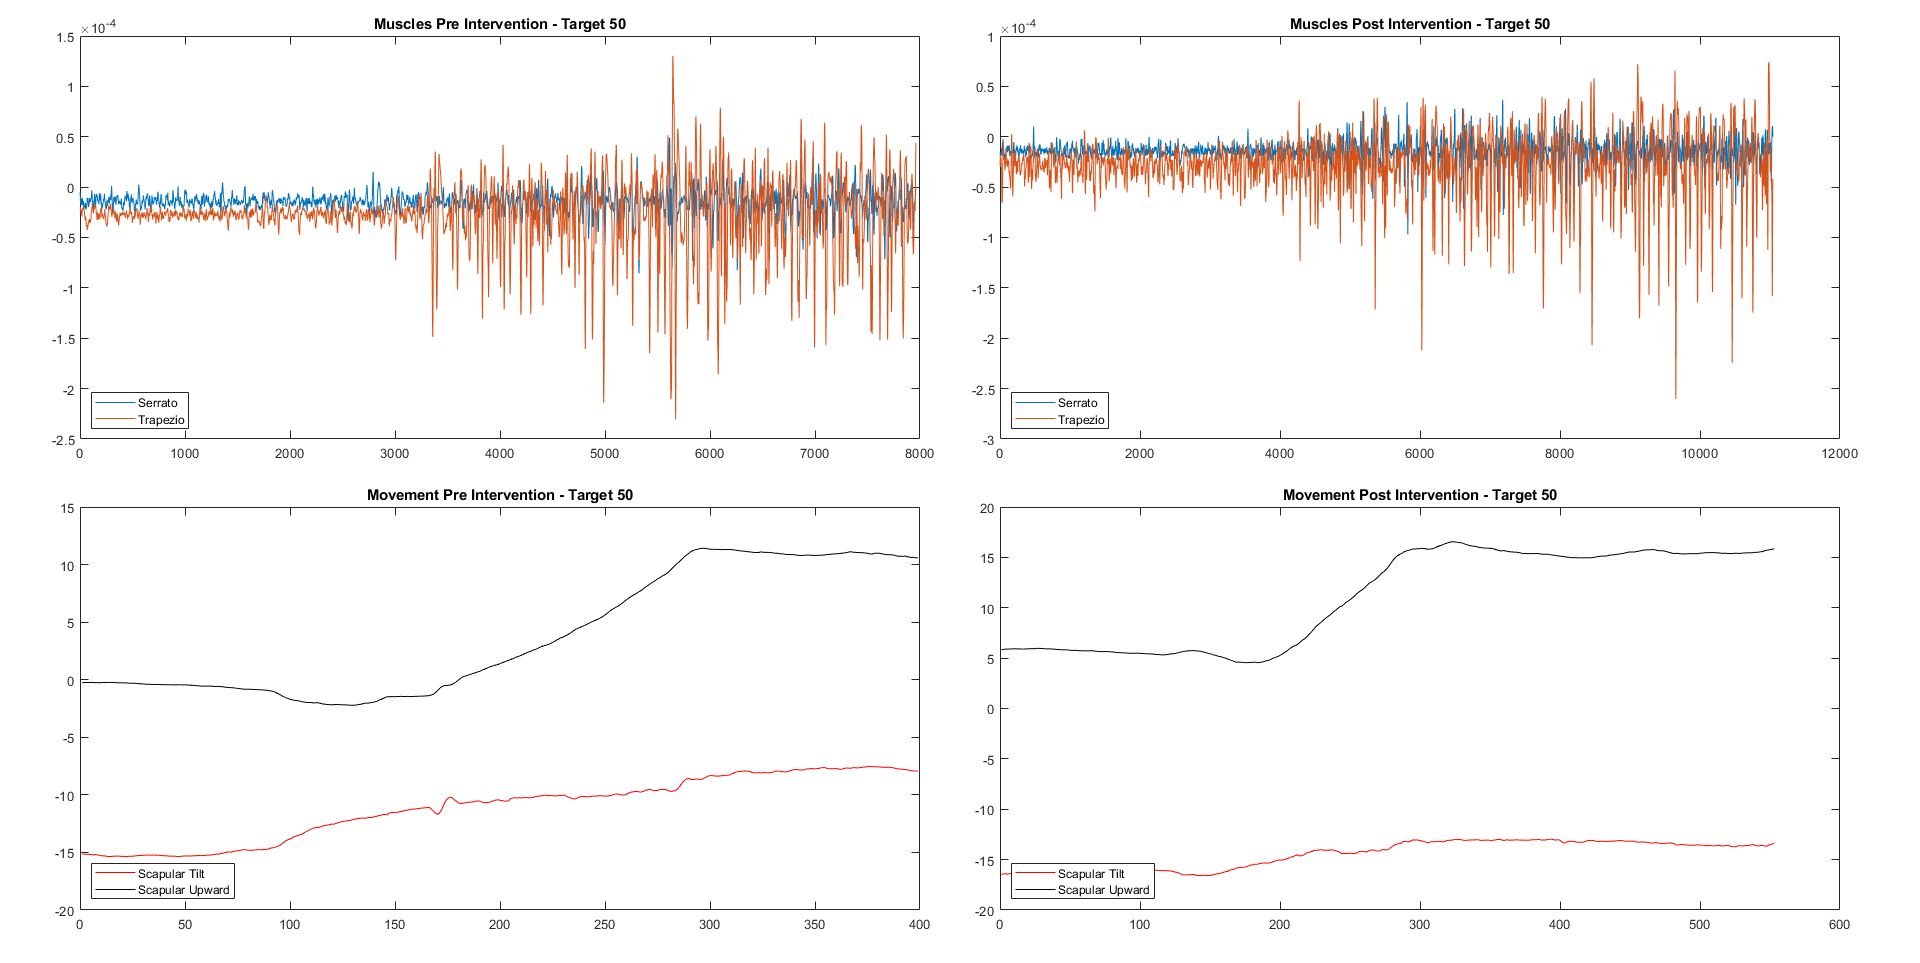 Muscles Pre Intervention - Target 50
×10-4
1.5
1
0.5
0
-0.5
-1
-1.5
-2
-2.5
Serrato
Trapezio
0 1000 2000 3000 4000 5000 6000 7000 8000
Muscles Post Intervention - Target 50
×10-4
1
0.5
0
-0.5
-1
-1.5
-2
-2.5
-3
Serrato
Trapezio
0 2000 4000 6000 8000 10000 12000
Movement Pre Intervention - Target 50
15
10
5
0
-5
-10
-15
-20
Scapular Tilt
Scapular Upward
0 50 100 150 200 250 300 350 400
Movement Post Intervention - Target 50
20
15
10
5
0
-5
-10
-15
-20
Scapular Tilt
Scapular Upward
0 100 200 300 400 500 600